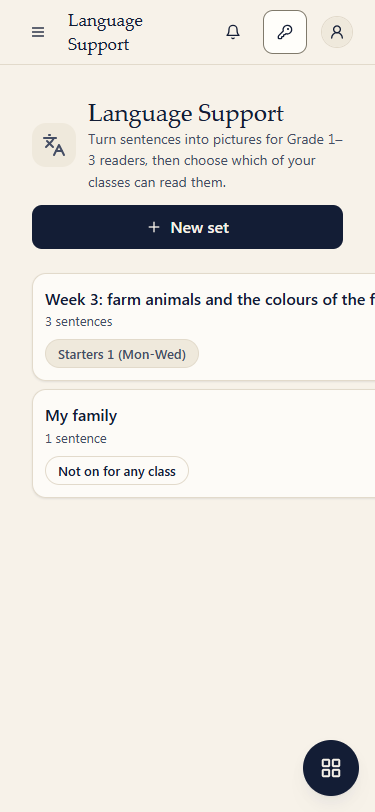 Language
Support
Language Support
Turn sentences into pictures for Grade 1–
3 readers, then choose which of your
classes can read them.
New set
Week 3: farm animals and the colours of the
3 sentences
Starters 1 (Mon-Wed)
My family
1 sentence
Not on for any class